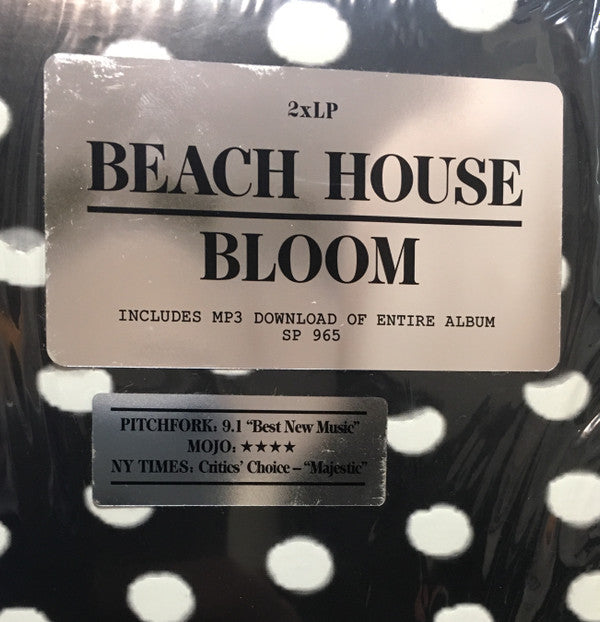 2xLP
BEACH HOUSE
BLOOM
INCLUDES MP3 DOWNLOAD OF ENTIRE ALBUM
SP 965
PITCHFORK: 9.1 “Best New Music”
MOJO: ★★★★
NY TIMES: Critics’ Choice – “Majestic”